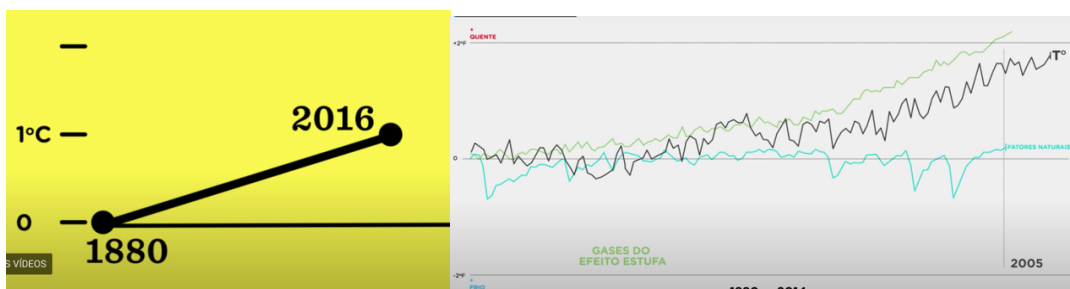 1°C
2016
0
1880
S VÍDEOS
+
QUENTE
+2°F
T°
0
FATORES NATURAIS
GASES DO
EFEITO ESTUFA
2005
-2°F
+
FRIO